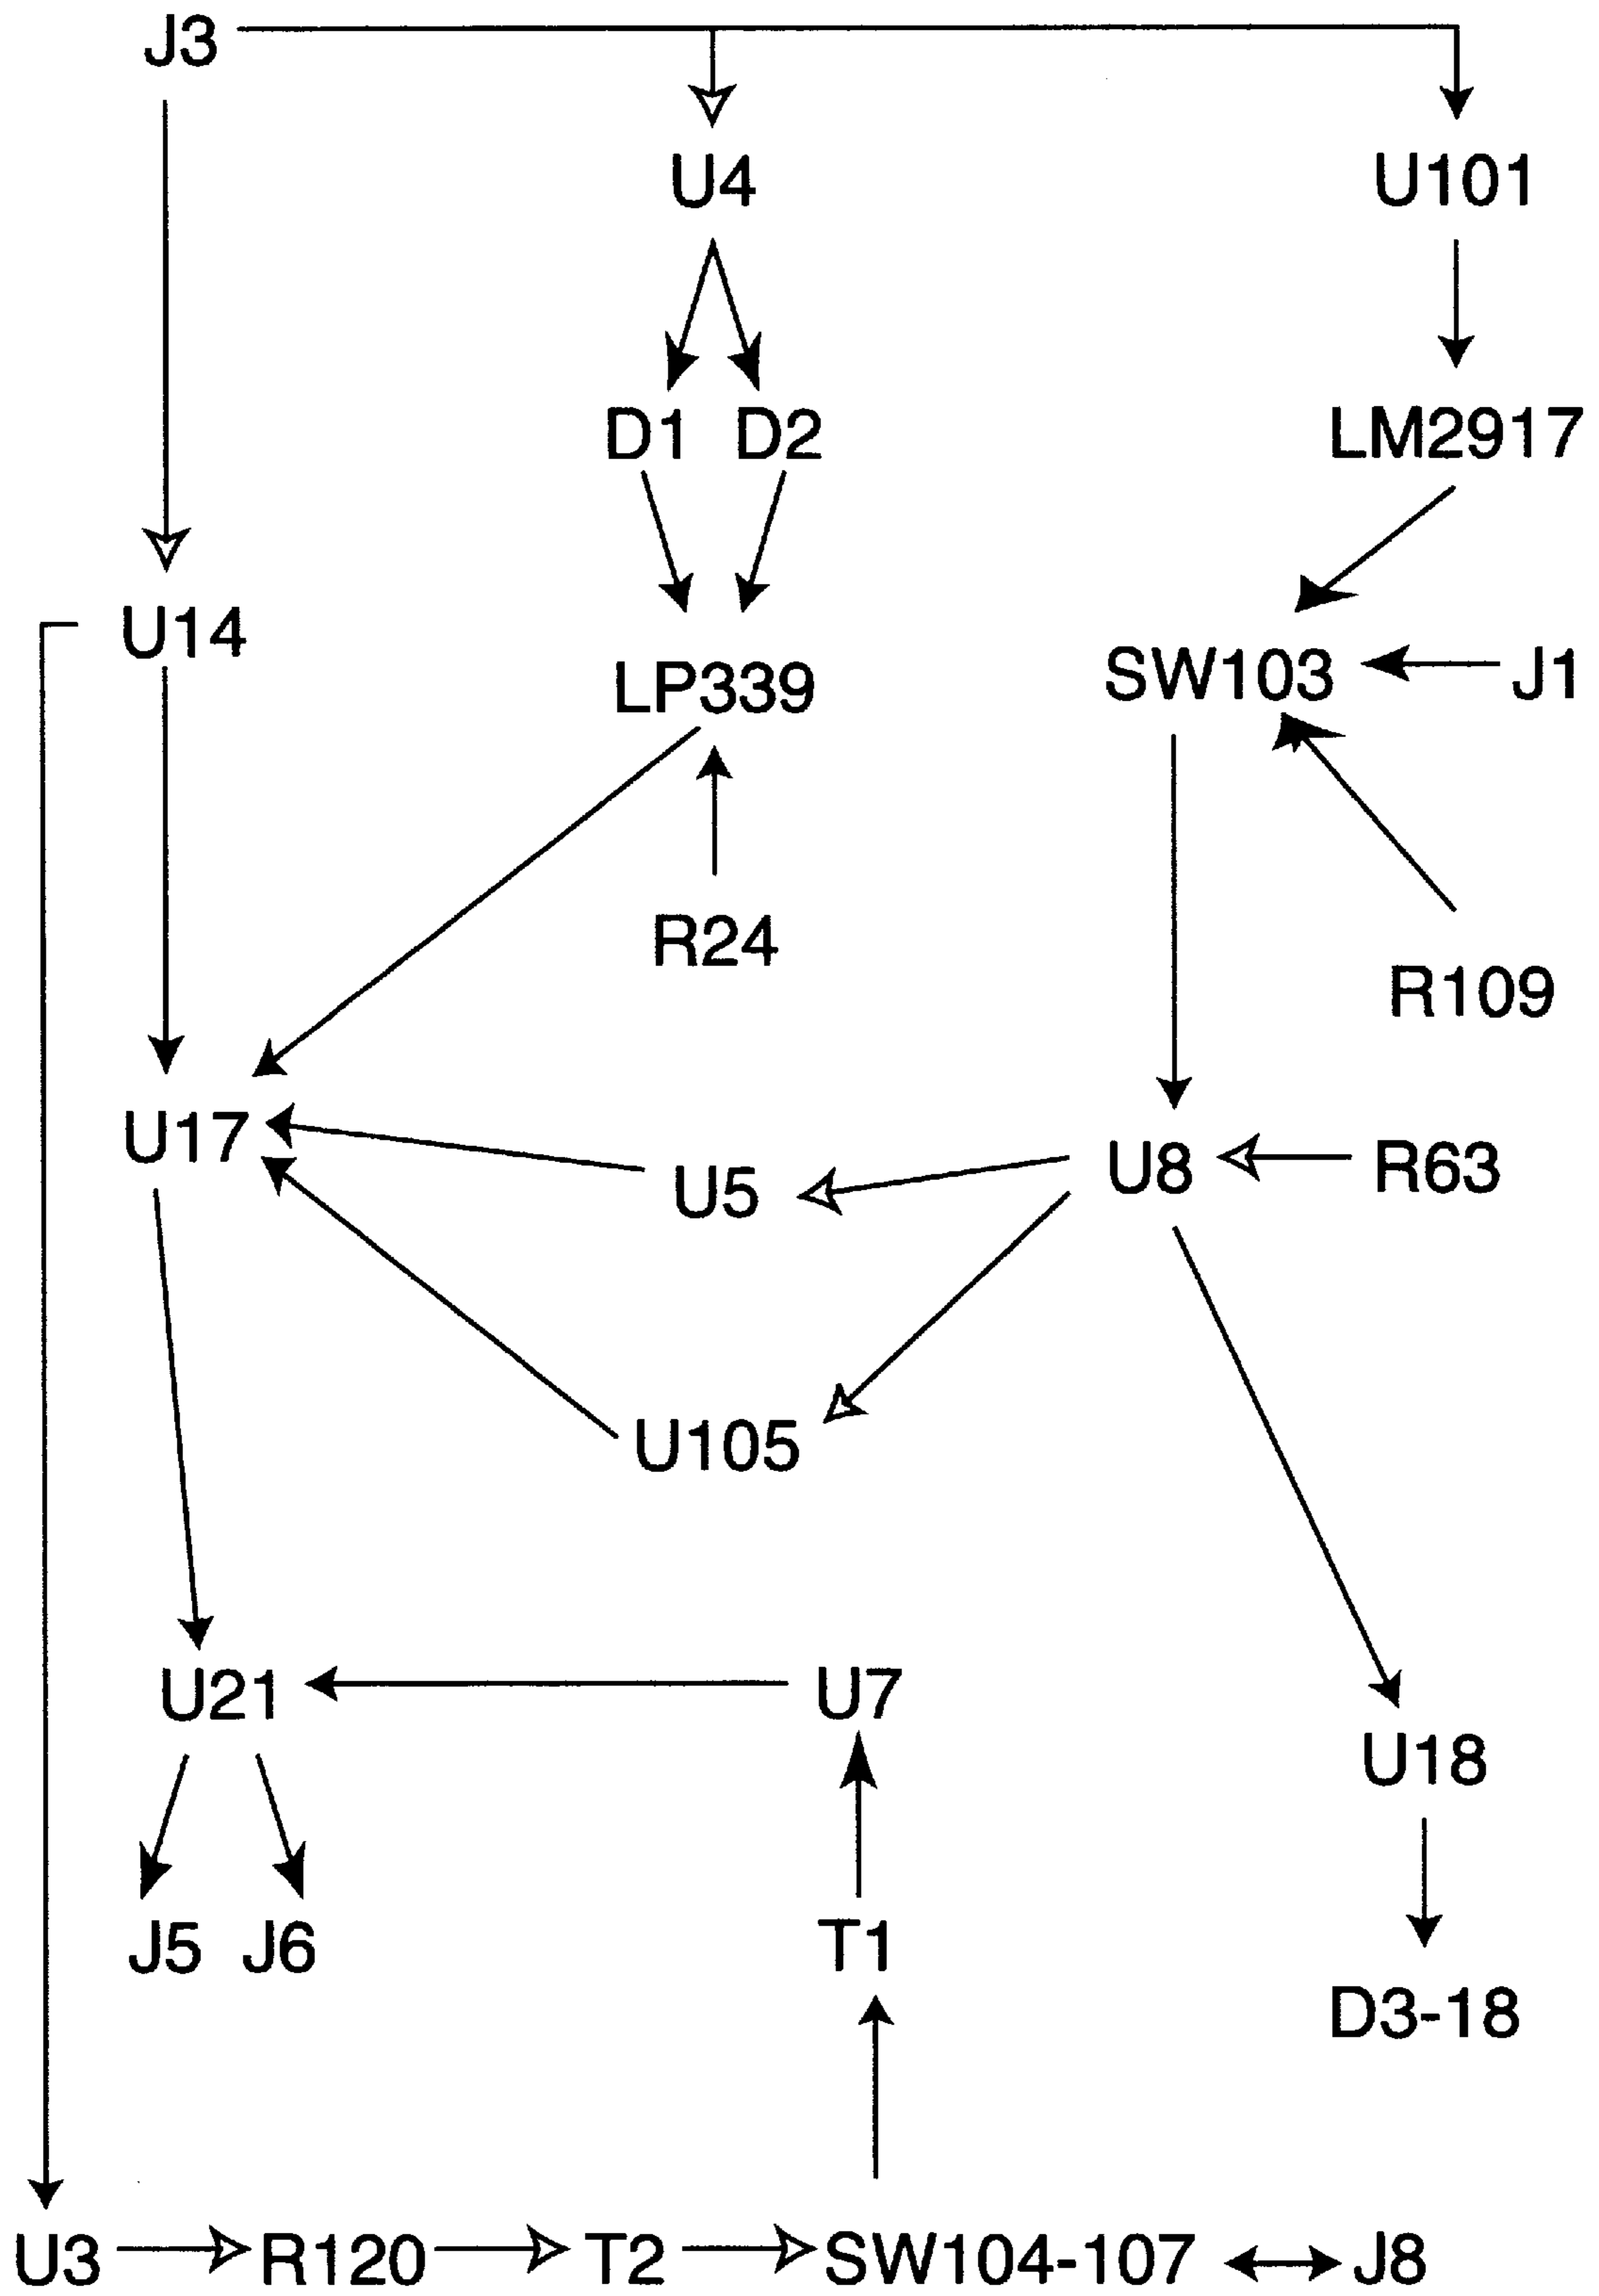 J3
U4
U101
D1 D2
LM2917
U14
LP339
SW103
J1
R24
R109
U17
U5
U8
R63
U105
U21
U7
U18
J5 J6
T1
D3-18
U3
R120
T2
SW104-107
J8